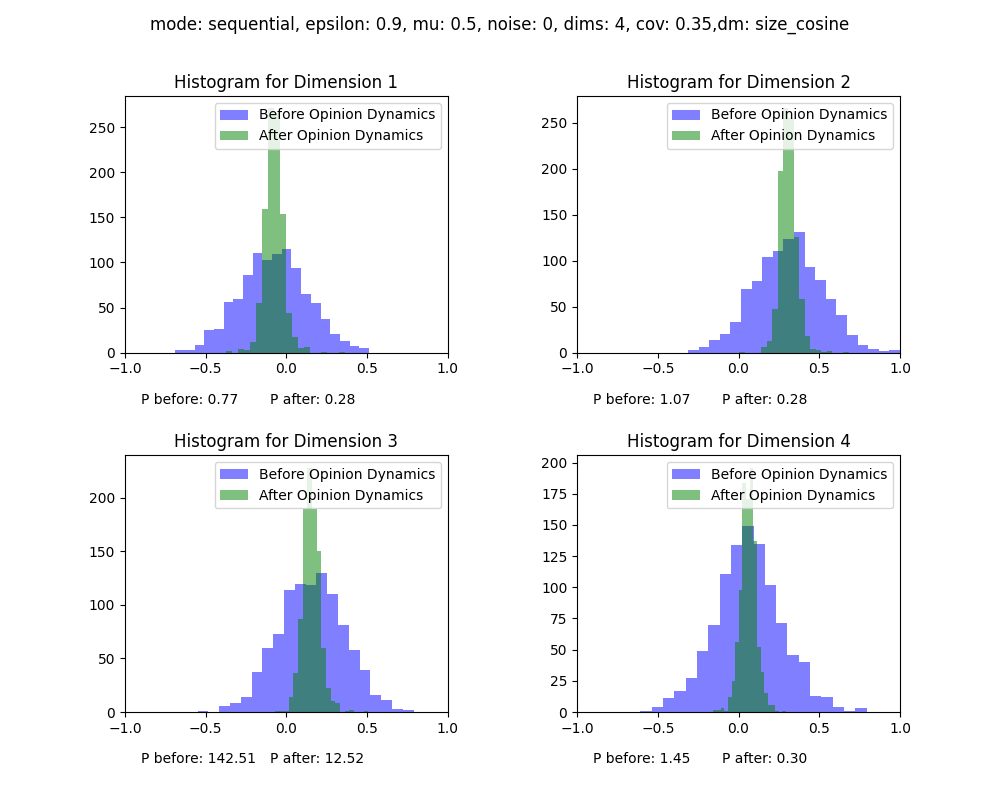 mode: sequential, epsilon: 0.9, mu: 0.5, noise: 0, dims: 4, cov: 0.35,dm: size_cosine
Histogram for Dimension 1
Before Opinion Dynamics
After Opinion Dynamics
250
200
150
100
50
0
−1.0 −0.5 0.0 0.5 1.0
P before: 0.77 P after: 0.28
Histogram for Dimension 2
Before Opinion Dynamics
After Opinion Dynamics
250
200
150
100
50
0
−1.0 −0.5 0.0 0.5 1.0
P before: 1.07 P after: 0.28
Histogram for Dimension 3
Before Opinion Dynamics
After Opinion Dynamics
200
150
100
50
0
−1.0 −0.5 0.0 0.5 1.0
P before: 142.51 P after: 12.52
Histogram for Dimension 4
Before Opinion Dynamics
After Opinion Dynamics
200
175
150
125
100
75
50
25
0
−1.0 −0.5 0.0 0.5 1.0
P before: 1.45 P after: 0.30